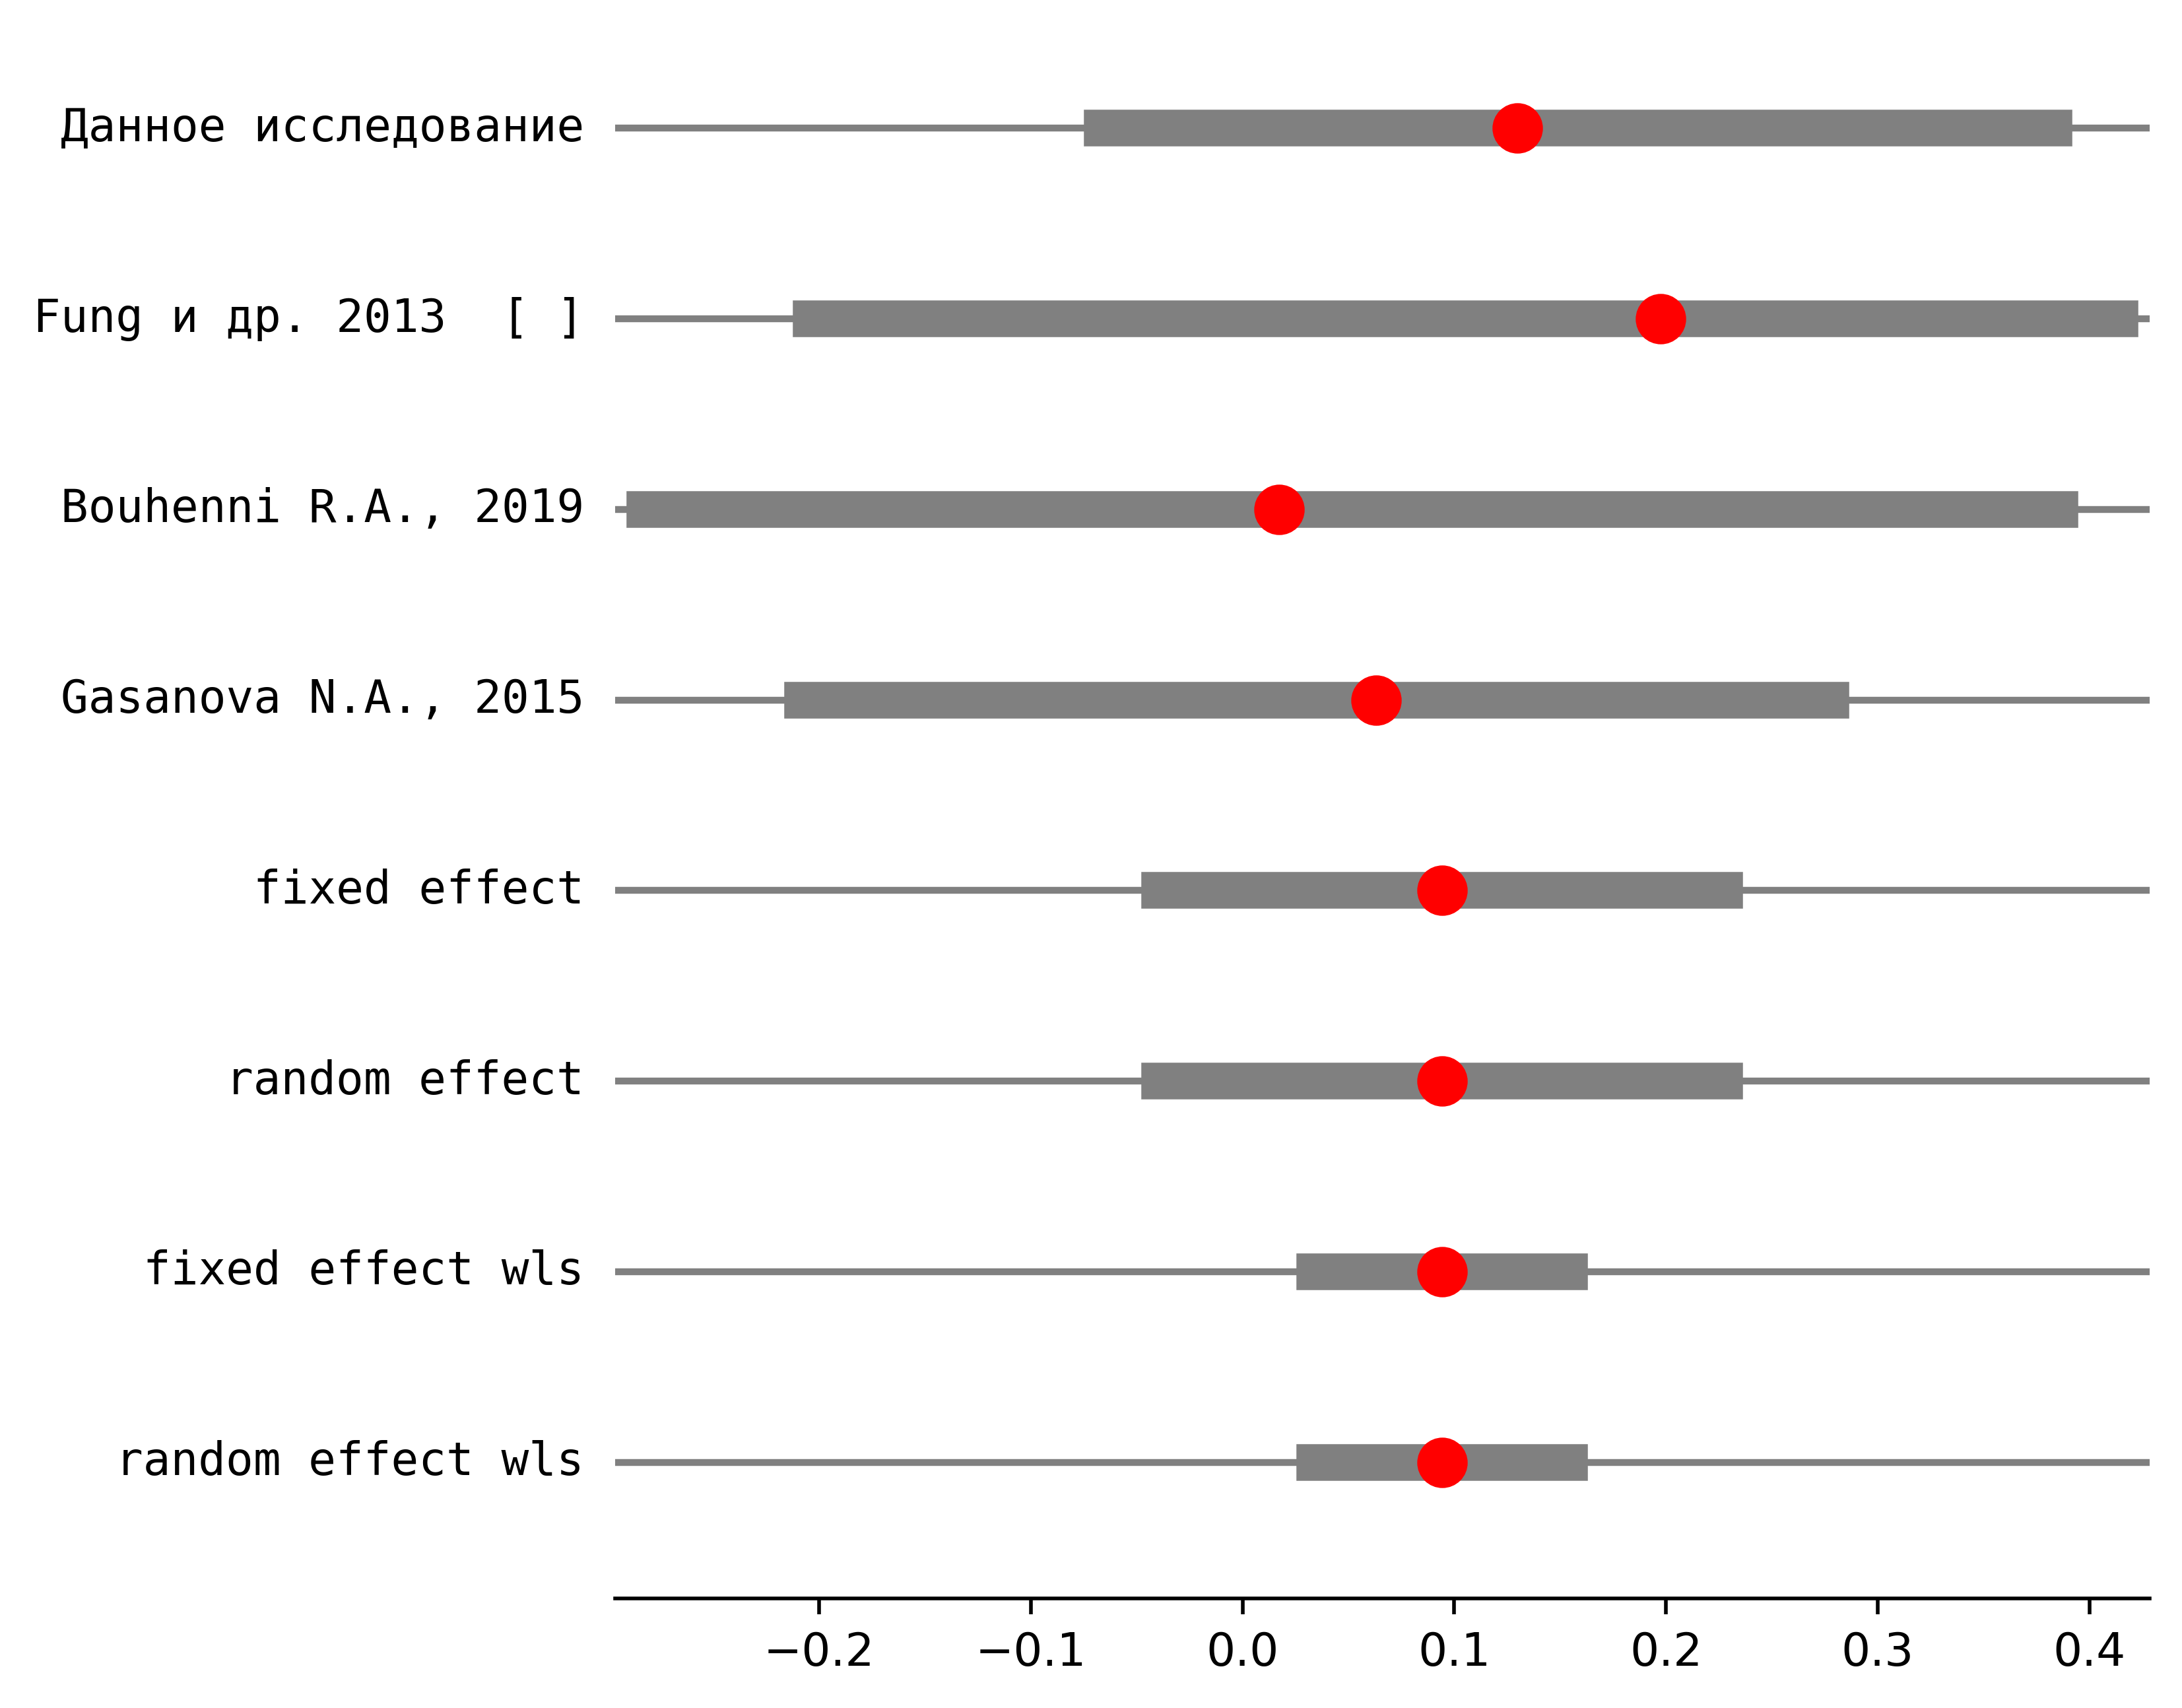 Данное исследование
Fung и др. 2013  [ ]
Bouhenni R.A., 2019
Gasanova N.A., 2015
fixed effect
random effect
fixed effect wls
random effect wls
−0.2 −0.1 0.0 0.1 0.2 0.3 0.4